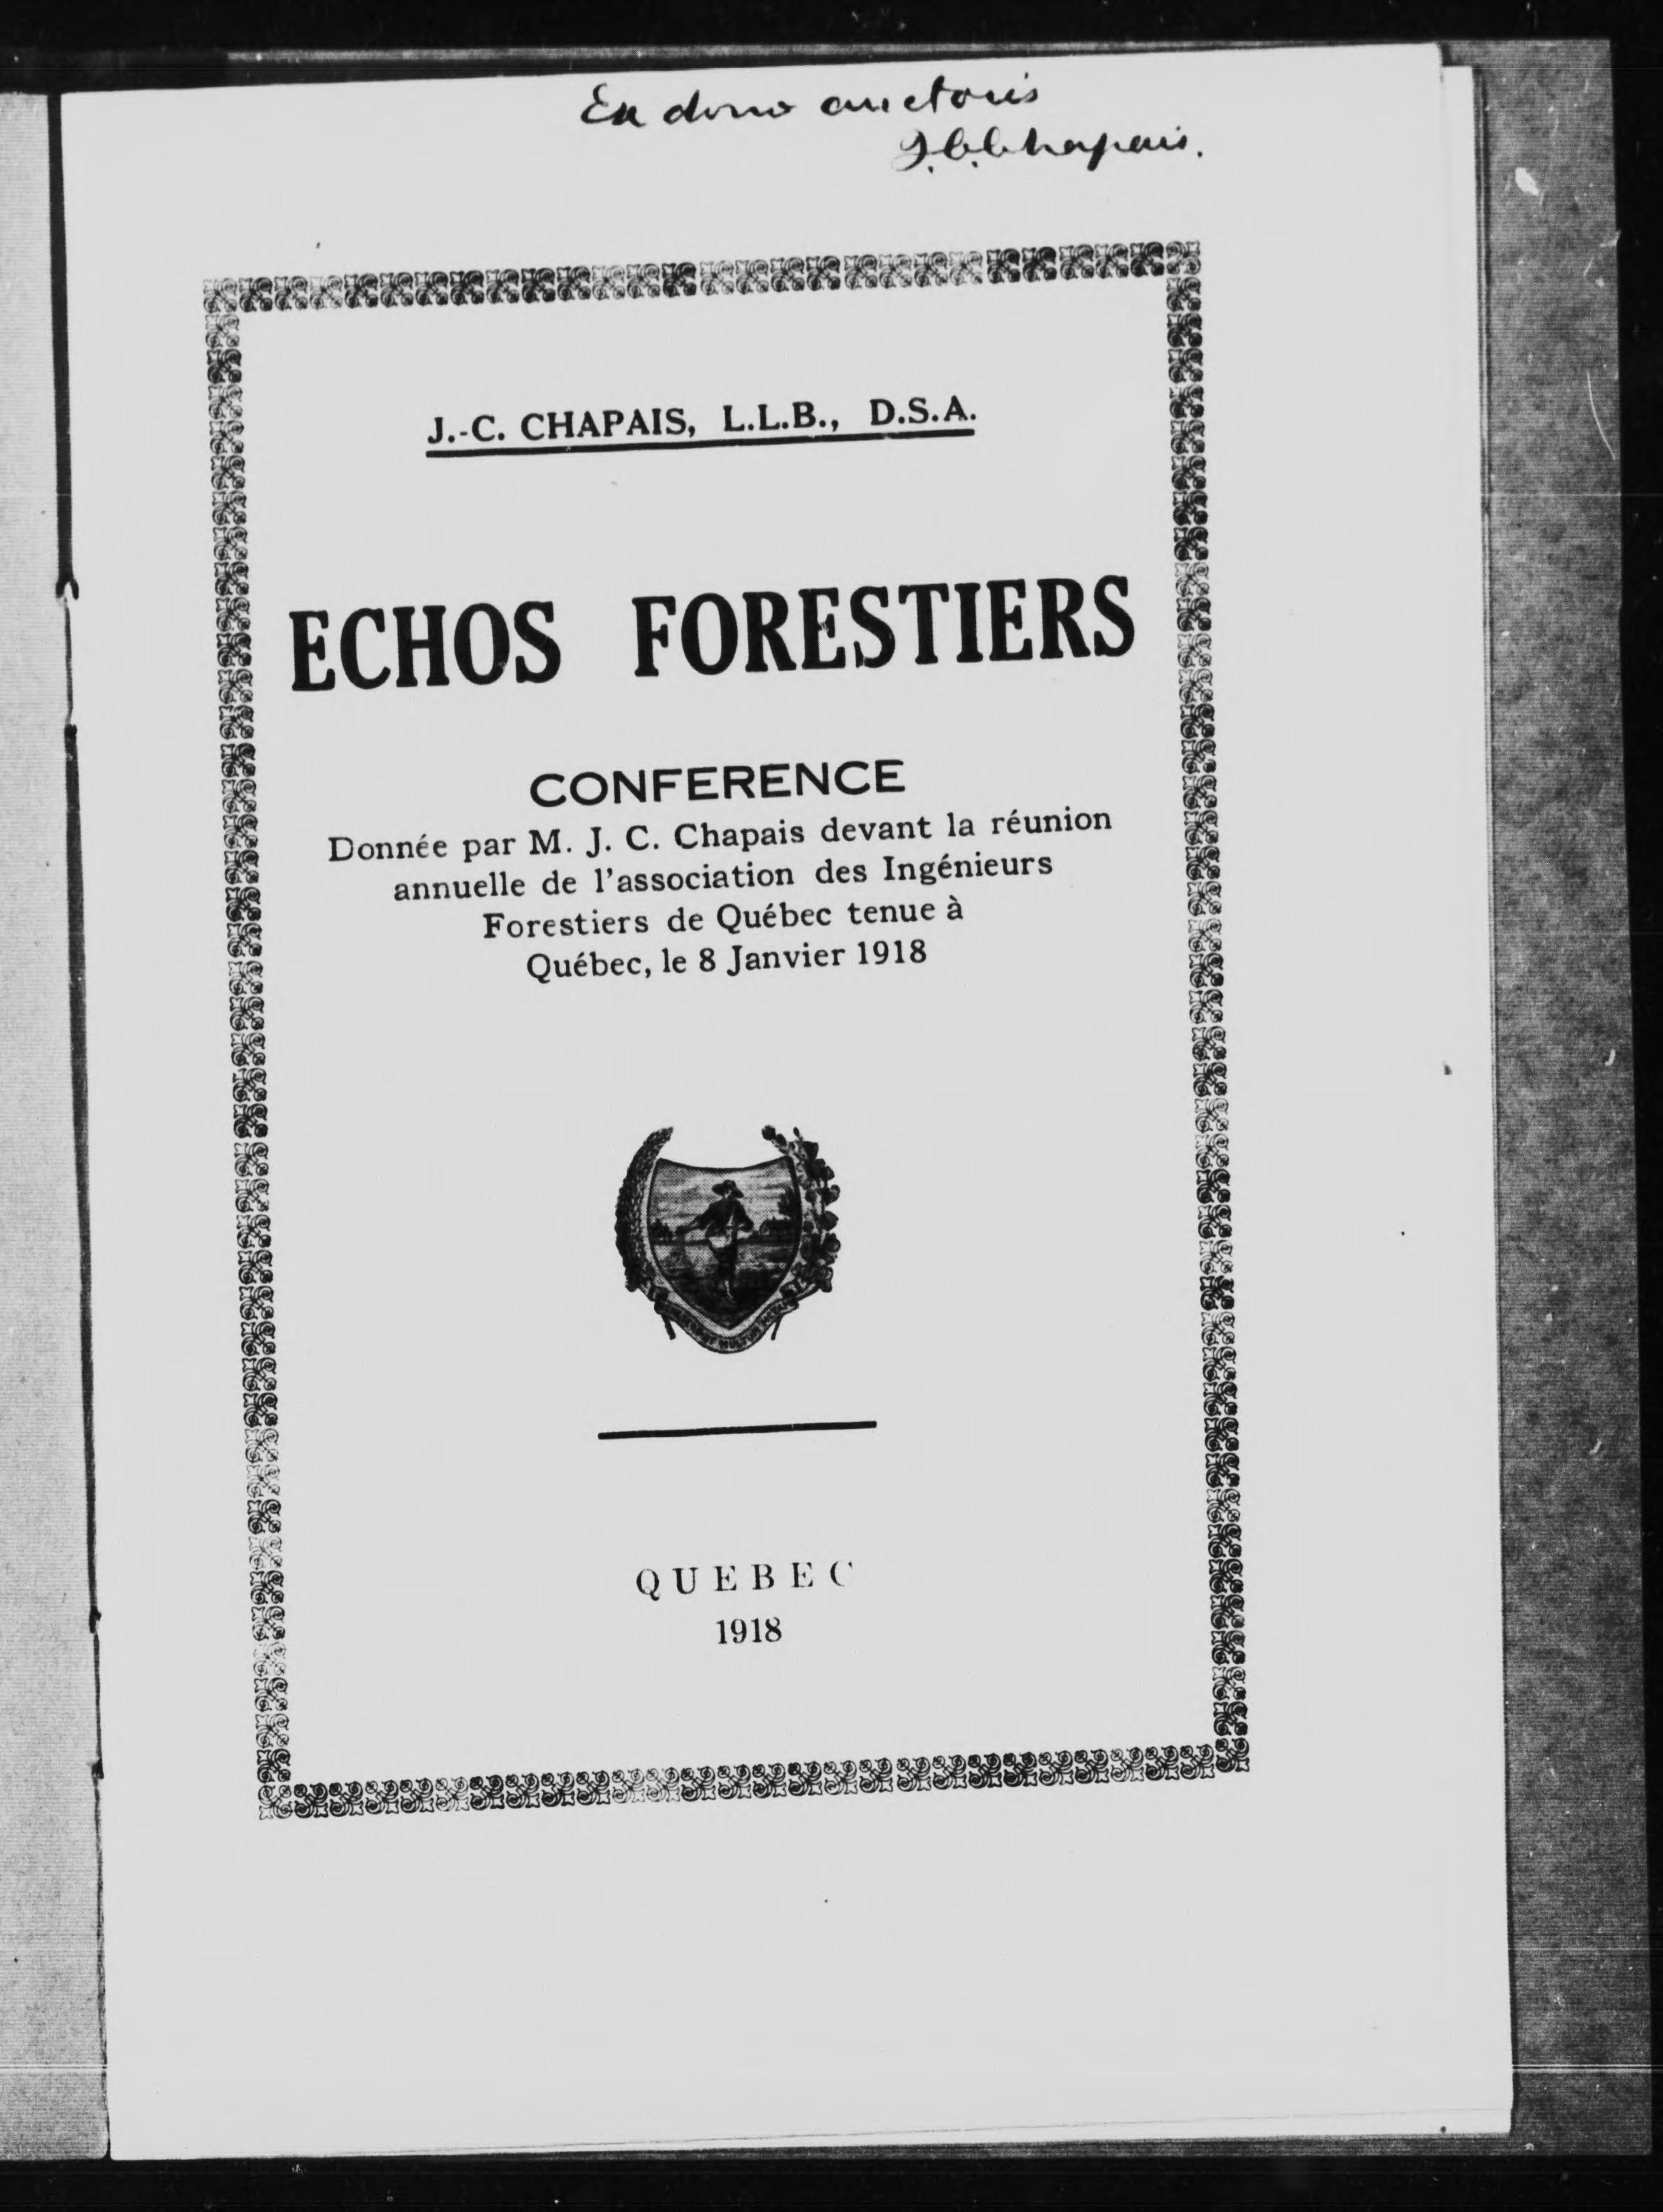 Ex dono auctoris
J.C.Chapais.
J.-C. CHAPAIS, L.L.B., D.S.A.
ECHOS FORESTIERS
CONFERENCE
Donnée par M. J. C. Chapais devant la réunion
annuelle de l'association des Ingénieurs
Forestiers de Québec tenue à
Québec, le 8 Janvier 1918
QUEBEC
1918